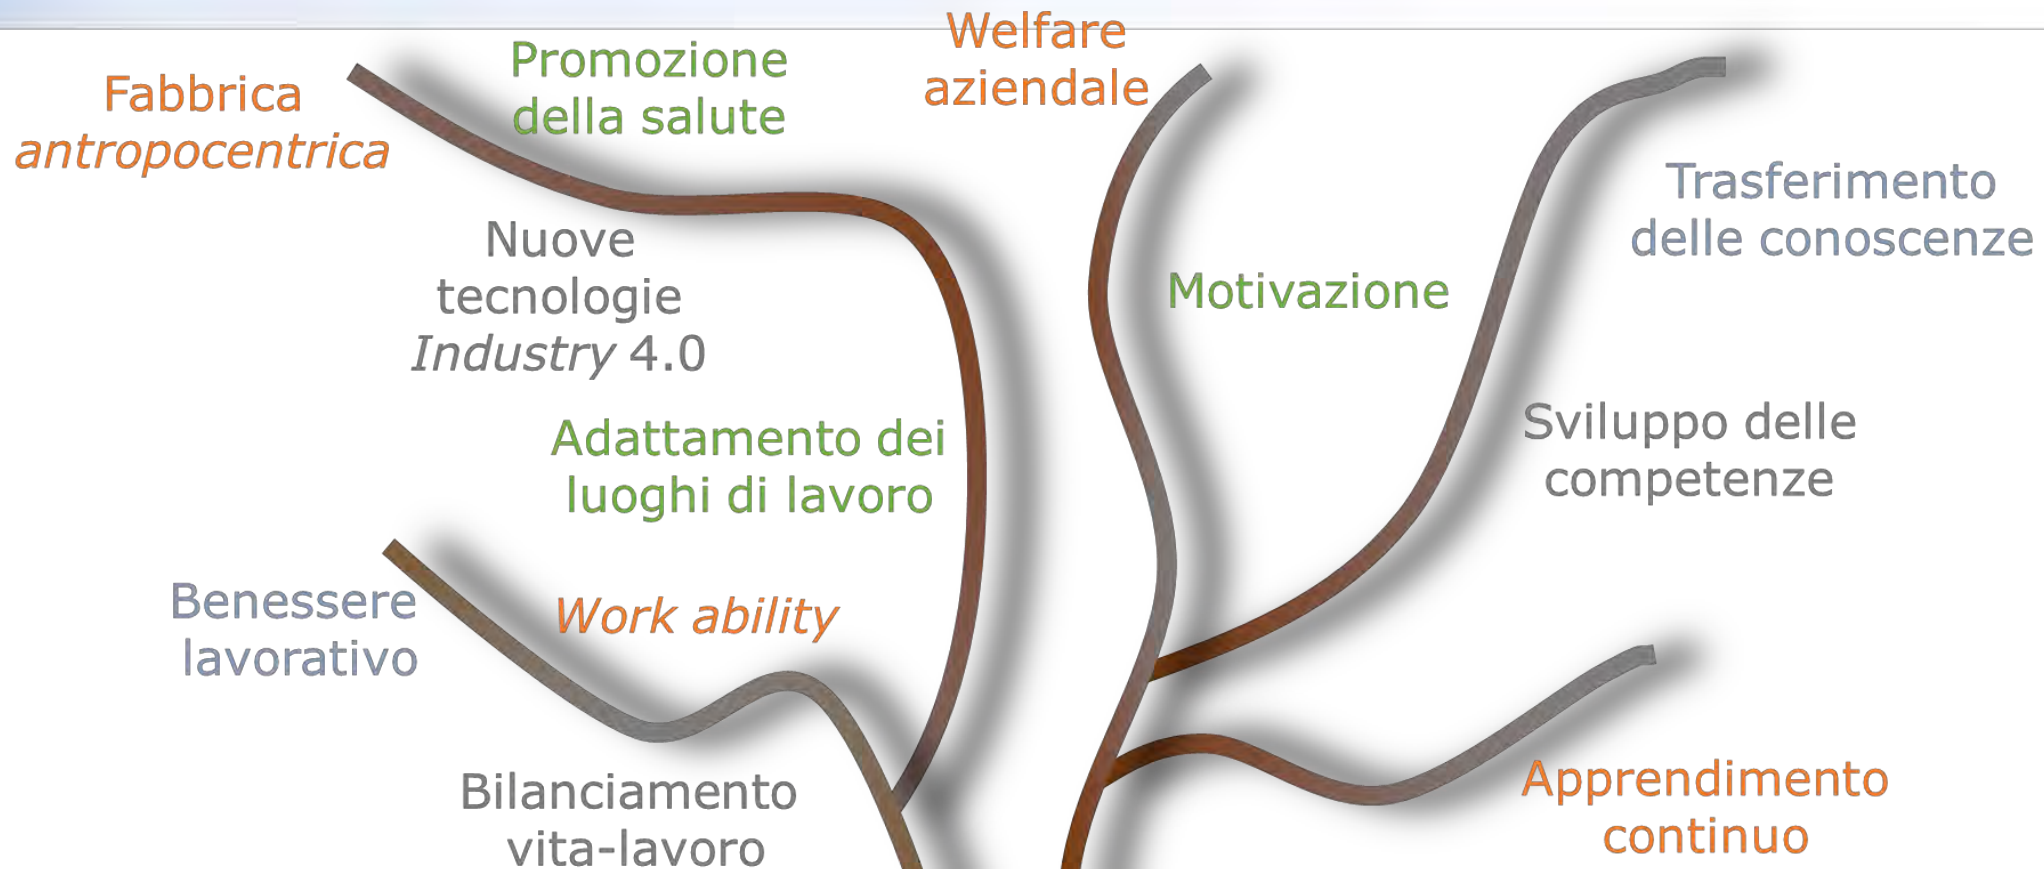 Fabbrica
antropocentrica
Promozione
della salute
Welfare
aziendale
Trasferimento
delle conoscenze
Nuove
tecnologie
Industry 4.0
Motivazione
Adattamento dei
luoghi di lavoro
Sviluppo delle
competenze
Benessere
lavorativo
Work ability
Bilanciamento
vita-lavoro
Apprendimento
continuo